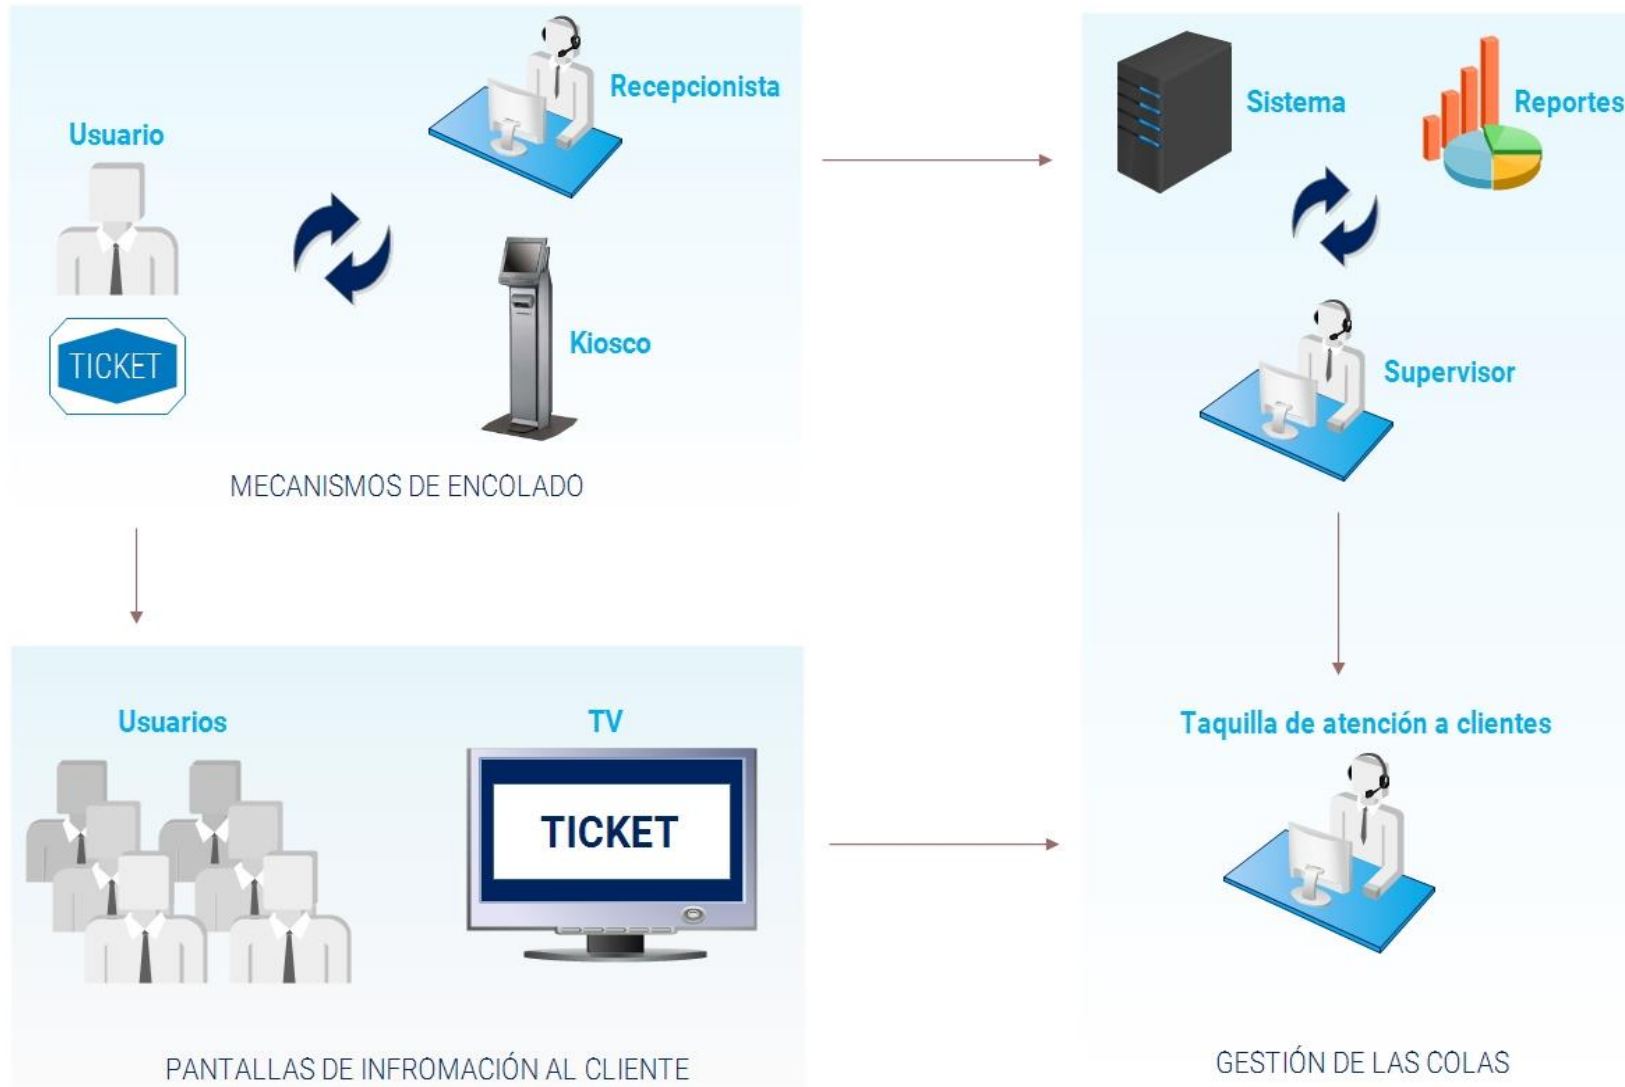 Recepcionista
Usuario
TICKET
Kiosco
MECANISMOS DE ENCOLADO
Sistema
Reportes
Supervisor
Usuarios
TV
TICKET
PANTALLAS DE INFROMACIÓN AL CLIENTE
Taquilla de atención a clientes
GESTIÓN DE LAS COLAS